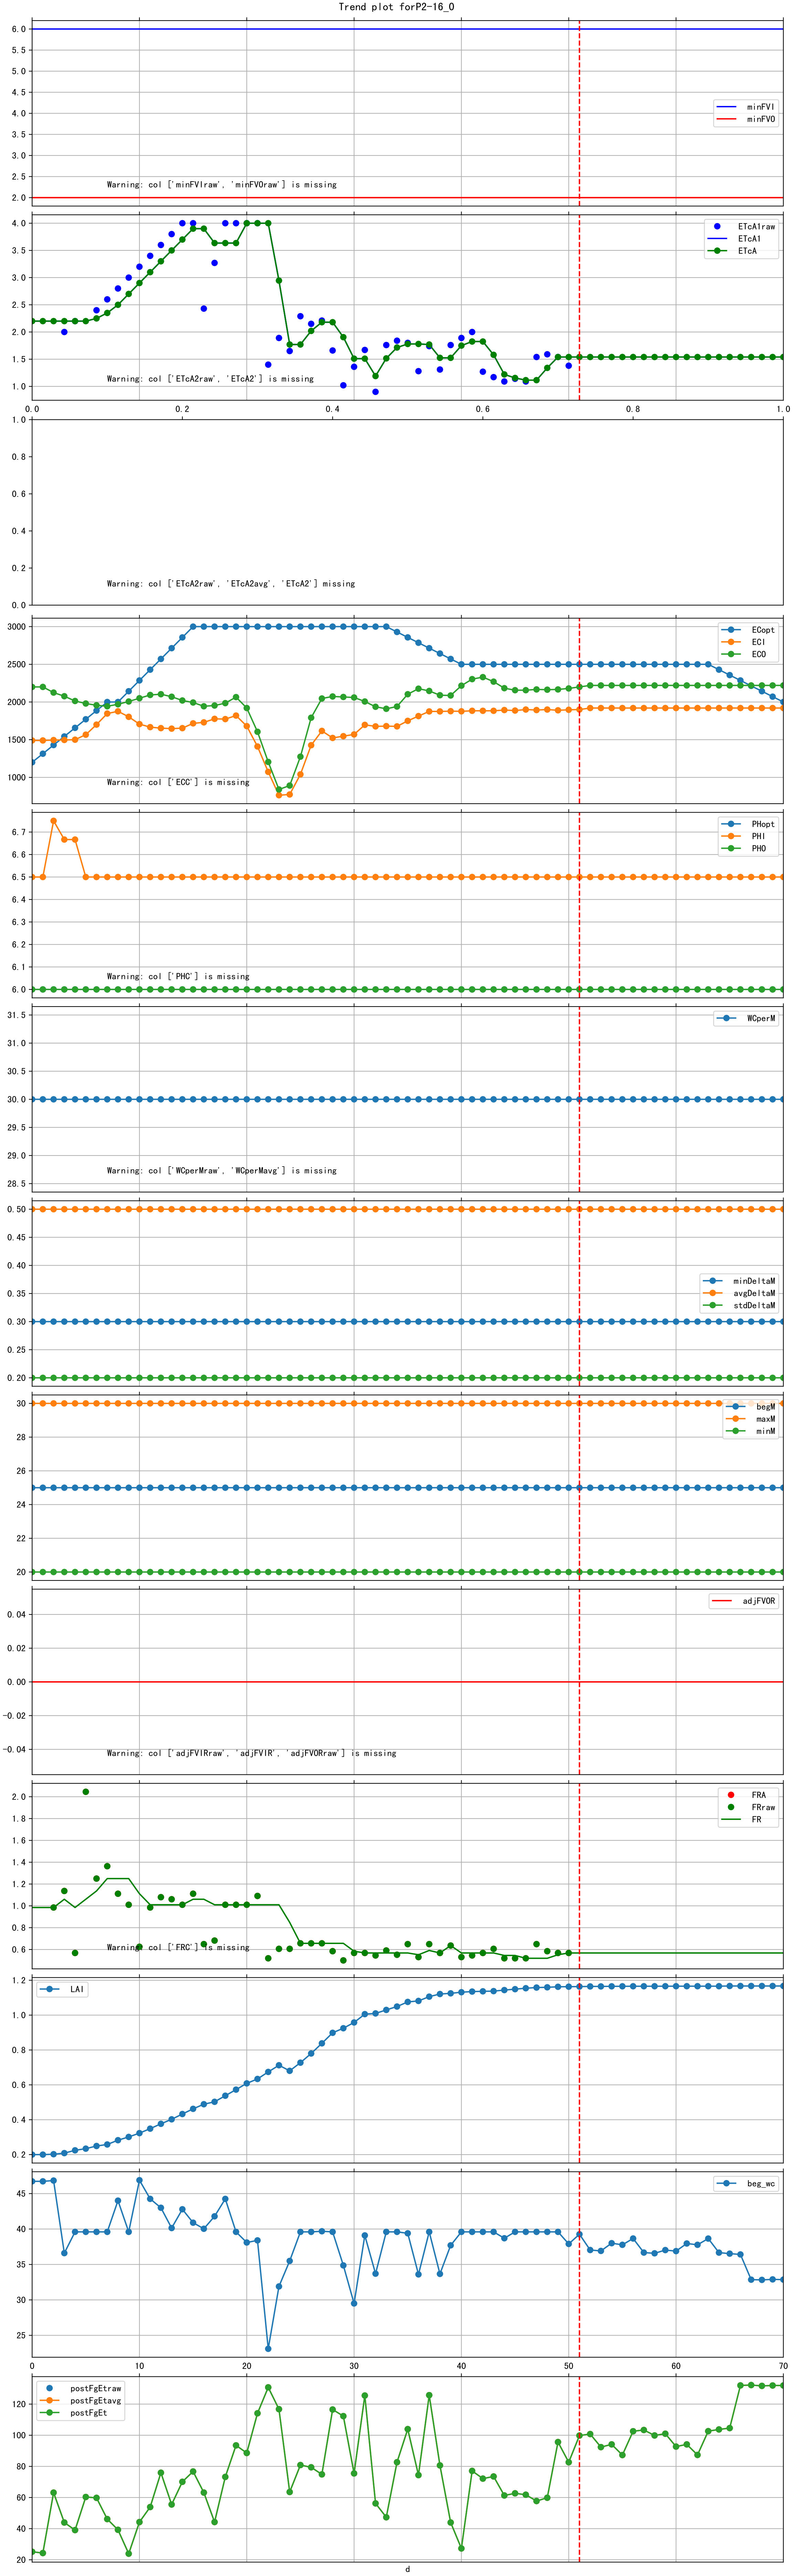 Trend plot forP2-16_0
6.0
5.5
5.0
4.5
4.0
3.5
3.0
2.5
2.0
minFVI
minFVO
Warning: col ['minFVIraw', 'minFVOraw'] is missing
4.0
3.5
3.0
2.5
2.0
1.5
1.0
ETcA1raw
ETcA1
ETcA
Warning: col ['ETcA2raw', 'ETcA2'] is missing
0.0 0.2 0.4 0.6 0.8 1.0
1.0
0.8
0.6
0.4
0.2
0.0
Warning: col ['ETcA2raw', 'ETcA2avg', 'ETcA2'] missing
3000
2500
2000
1500
1000
ECopt
ECI
ECO
Warning: col ['ECC'] is missing
6.7
6.6
6.5
6.4
6.3
6.2
6.1
6.0
PHopt
PHI
PHO
Warning: col ['PHC'] is missing
31.5
31.0
30.5
30.0
29.5
29.0
28.5
WCperM
Warning: col ['WCperMraw', 'WCperMavg'] is missing
0.50
0.45
0.40
0.35
0.30
0.25
0.20
minDeltaM
avgDeltaM
stdDeltaM
30
28
26
24
22
20
begM
maxM
minM
0.04
0.02
0.00
-0.02
-0.04
adjFVOR
Warning: col ['adjFVIRraw', 'adjFVIR', 'adjFVORraw'] is missing
2.0
1.8
1.6
1.4
1.2
1.0
0.8
0.6
FRA
FRraw
FR
Warning: col ['FRC'] is missing
1.2
1.0
0.8
0.6
0.4
0.2
LAI
45
40
35
30
25
beg_wc
0 10 20 30 40 50 60 70
120
100
80
60
40
20
postFgEtraw
postFgEtavg
postFgEt
d